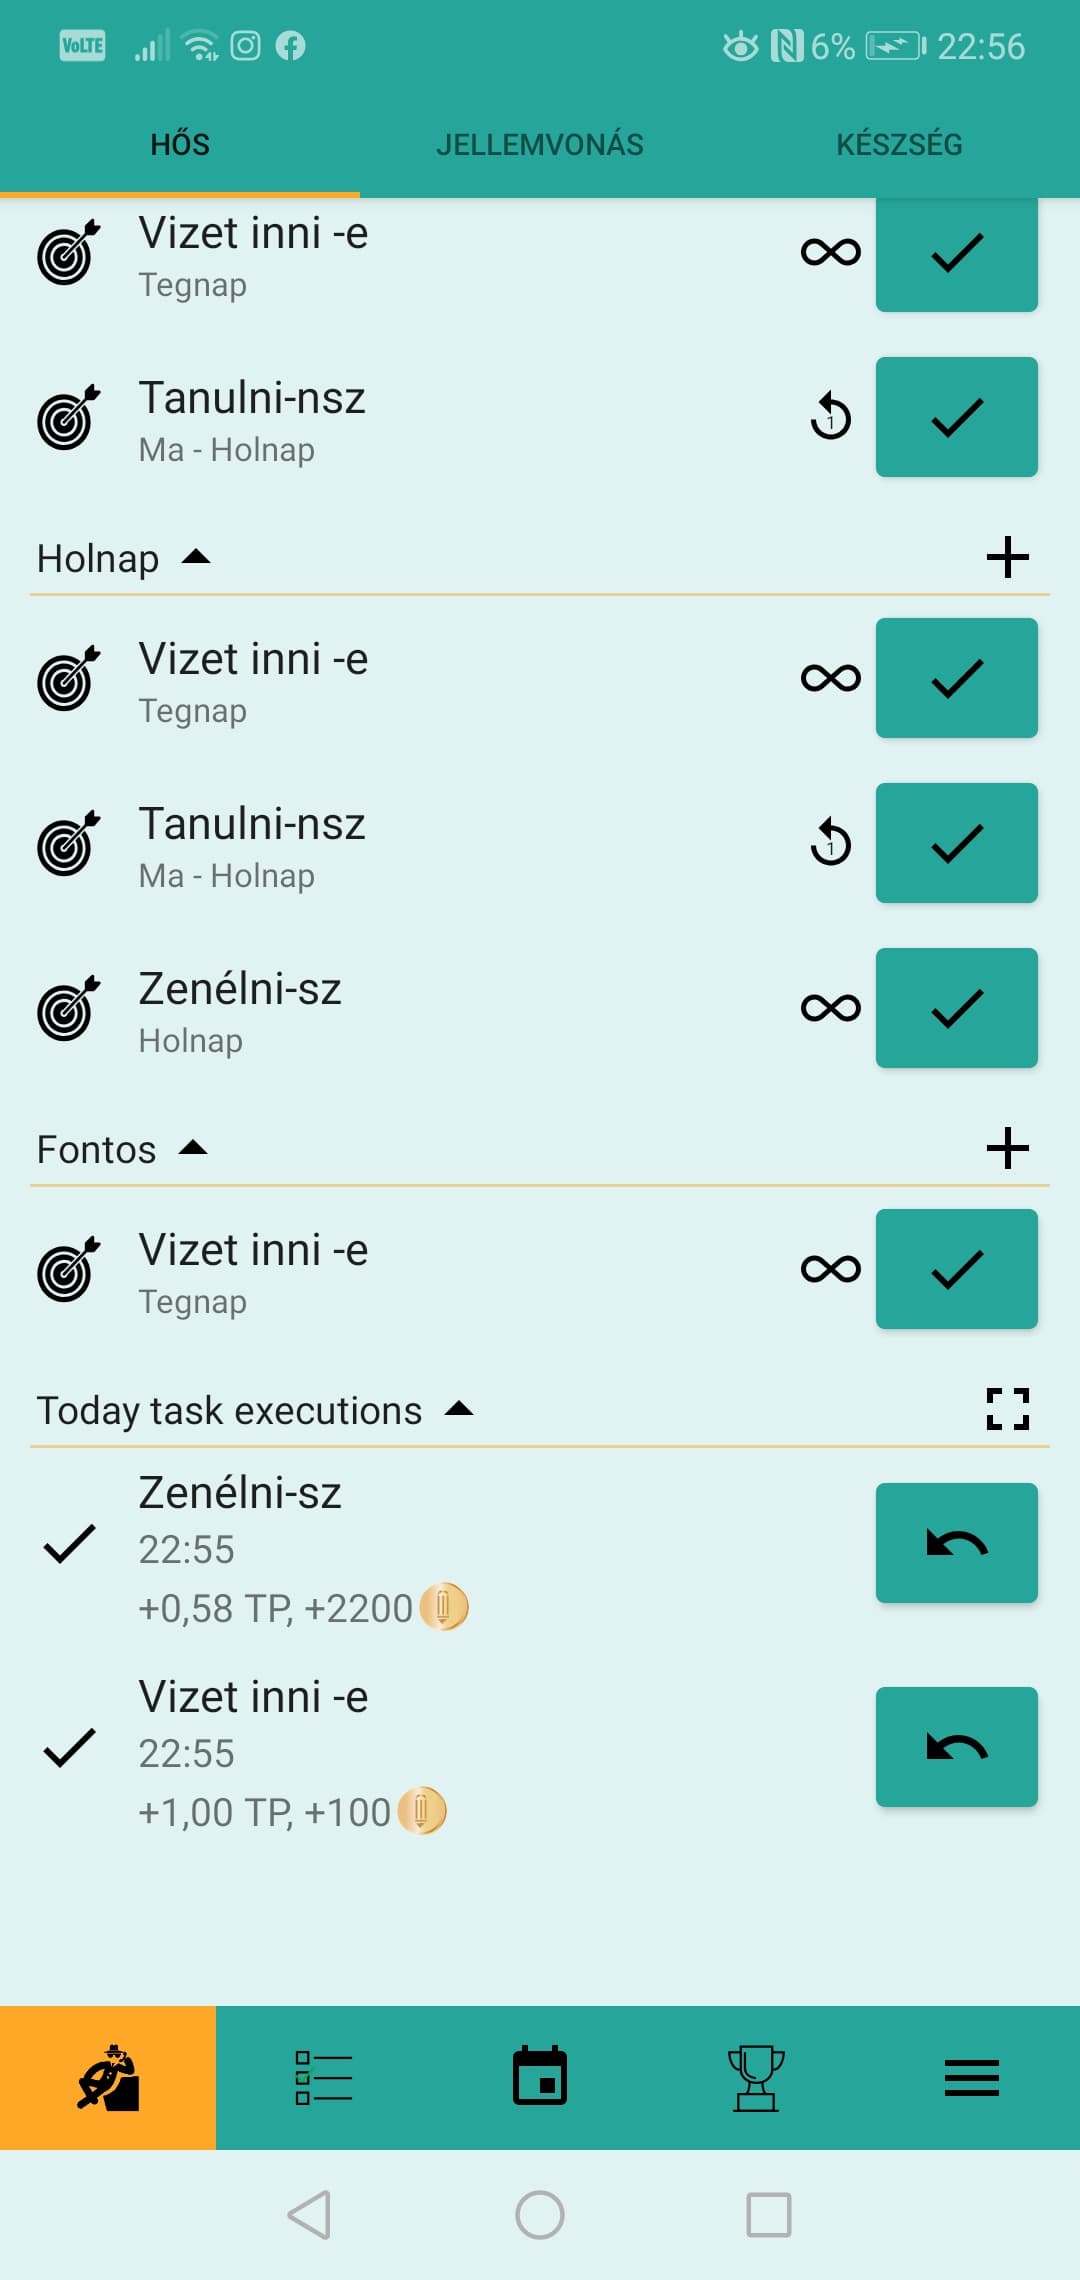 VoLTE 6% 22:56
HŐS JELLEMVONÁS KÉSZSÉG
Vizet inni -e
Tegnap
Tanulni-nsz
Ma - Holnap
1
Holnap
Vizet inni -e
Tegnap
Tanulni-nsz
Ma - Holnap
1
Zenélni-sz
Holnap
Fontos
Vizet inni -e
Tegnap
Today task executions
Zenélni-sz
22:55
+0,58 TP, +2200
Vizet inni -e
22:55
+1,00 TP, +100